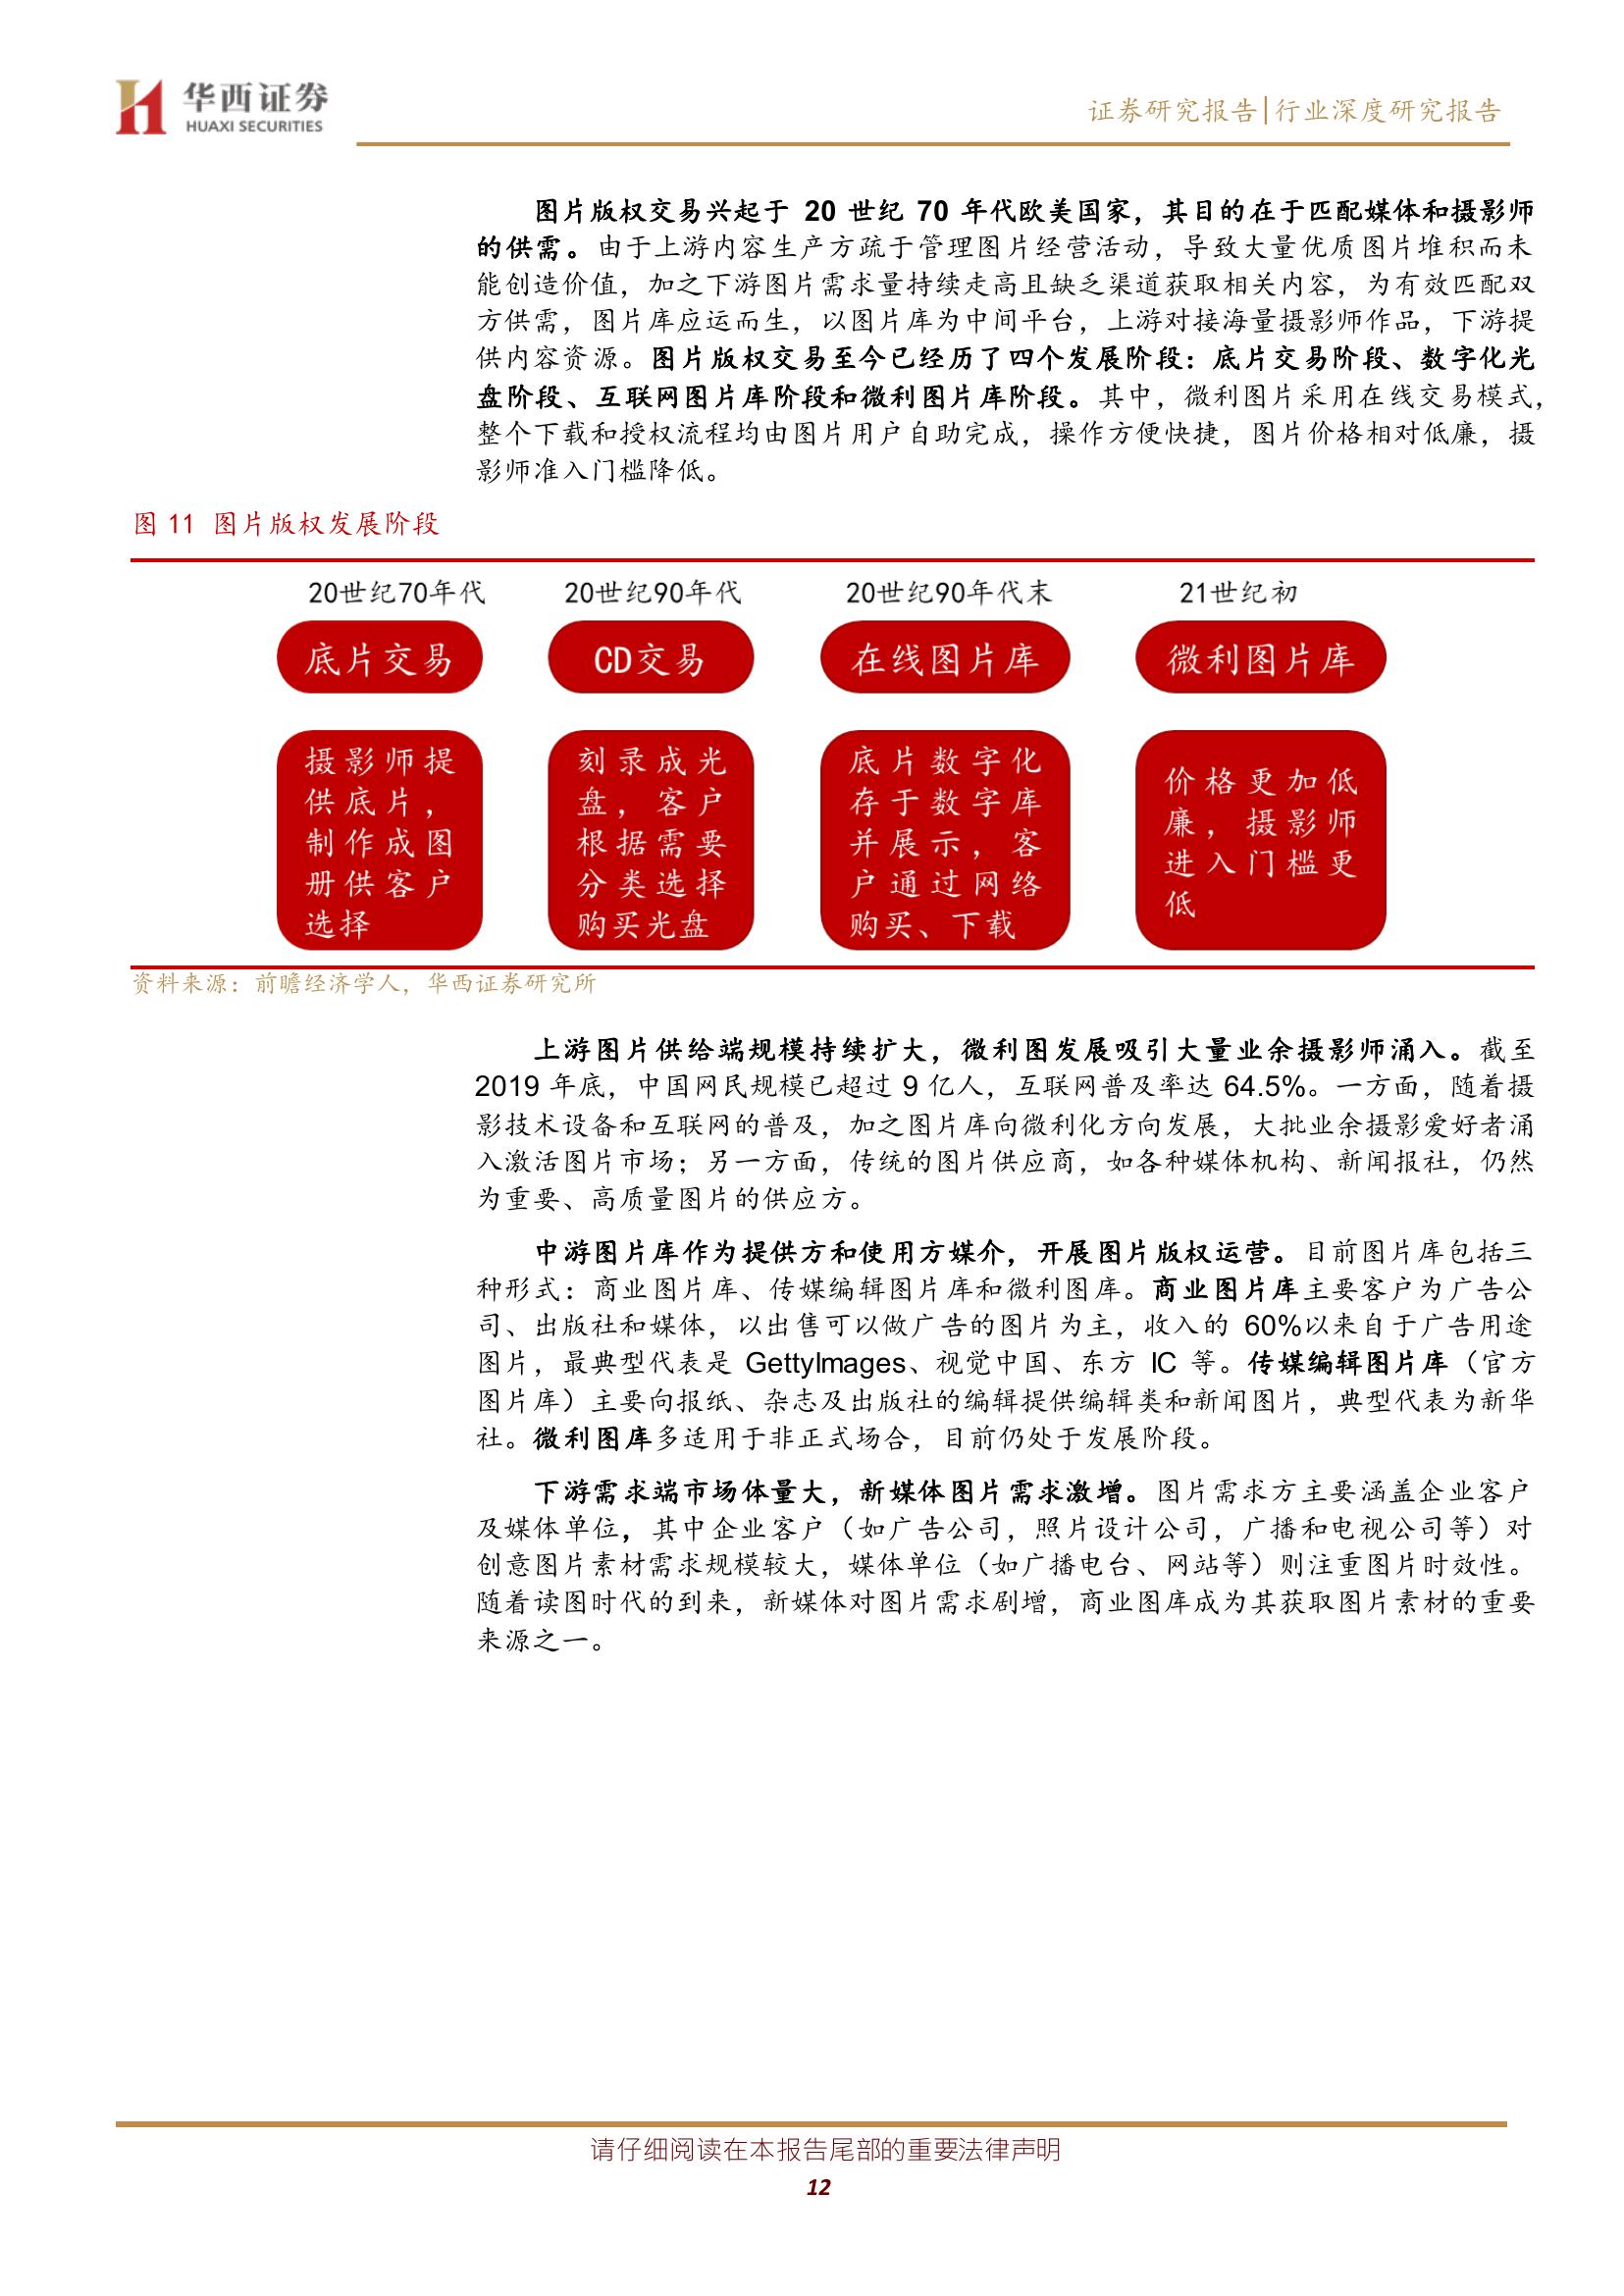 华西证券
HUAXI SECURITIES
证券研究报告|行业深度研究报告
图片版权交易兴起于 20 世纪 70 年代欧美国家，其目的在于匹配媒体和摄影师
的供需。由于上游内容生产方疏于管理图片经营活动，导致大量优质图片堆积而未
能创造价值，加之下游图片需求量持续走高且缺乏渠道获取相关内容，为有效匹配双
方供需，图片库应运而生，以图片库为中间平台，上游对接海量摄影师作品，下游提
供内容资源。图片版权交易至今已经历了四个发展阶段：底片交易阶段、数字化光
盘阶段、互联网图片库阶段和微利图片库阶段。其中，微利图片采用在线交易模式，
整个下载和授权流程均由图片用户自助完成，操作方便快捷，图片价格相对低廉，摄
影师准入门槛降低。
图 11 图片版权发展阶段
20世纪70年代
20世纪90年代
20世纪90年代末
21世纪初
底片交易
CD交易
在线图片库
微利图片库
摄影师提
供底片，
制作成图
册供客户
选择
刻录成光
盘，客户
根据需要
分类选择
购买光盘
底片数字化
存于数字库
并展示，客
户通过网络
购买、下载
价格更加低
廉，摄影师
进入门槛更
低
资料来源：前瞻经济学人，华西证券研究所
上游图片供给端规模持续扩大，微利图发展吸引大量业余摄影师涌入。截至
2019 年底，中国网民规模已超过 9 亿人，互联网普及率达 64.5%。一方面，随着摄
影技术设备和互联网的普及，加之图片库向微利化方向发展，大批业余摄影爱好者涌
入激活图片市场；另一方面，传统的图片供应商，如各种媒体机构、新闻报社，仍然
为重要、高质量图片的供应方。
中游图片库作为提供方和使用方媒介，开展图片版权运营。目前图片库包括三
种形式：商业图片库、传媒编辑图片库和微利图库。商业图片库主要客户为广告公
司、出版社和媒体，以出售可以做广告的图片为主，收入的 60%以来自于广告用途
图片，最典型代表是 GettyImages、视觉中国、东方 IC 等。传媒编辑图片库（官方
图片库）主要向报纸、杂志及出版社的编辑提供编辑类和新闻图片，典型代表为新华
社。微利图库多适用于非正式场合，目前仍处于发展阶段。
下游需求端市场体量大，新媒体图片需求激增。图片需求方主要涵盖企业客户
及媒体单位，其中企业客户（如广告公司，照片设计公司，广播和电视公司等）对
创意图片素材需求规模较大，媒体单位（如广播电台、网站等）则注重图片时效性。
随着读图时代的到来，新媒体对图片需求剧增，商业图库成为其获取图片素材的重要
来源之一。
请仔细阅读在本报告尾部的重要法律声明
12